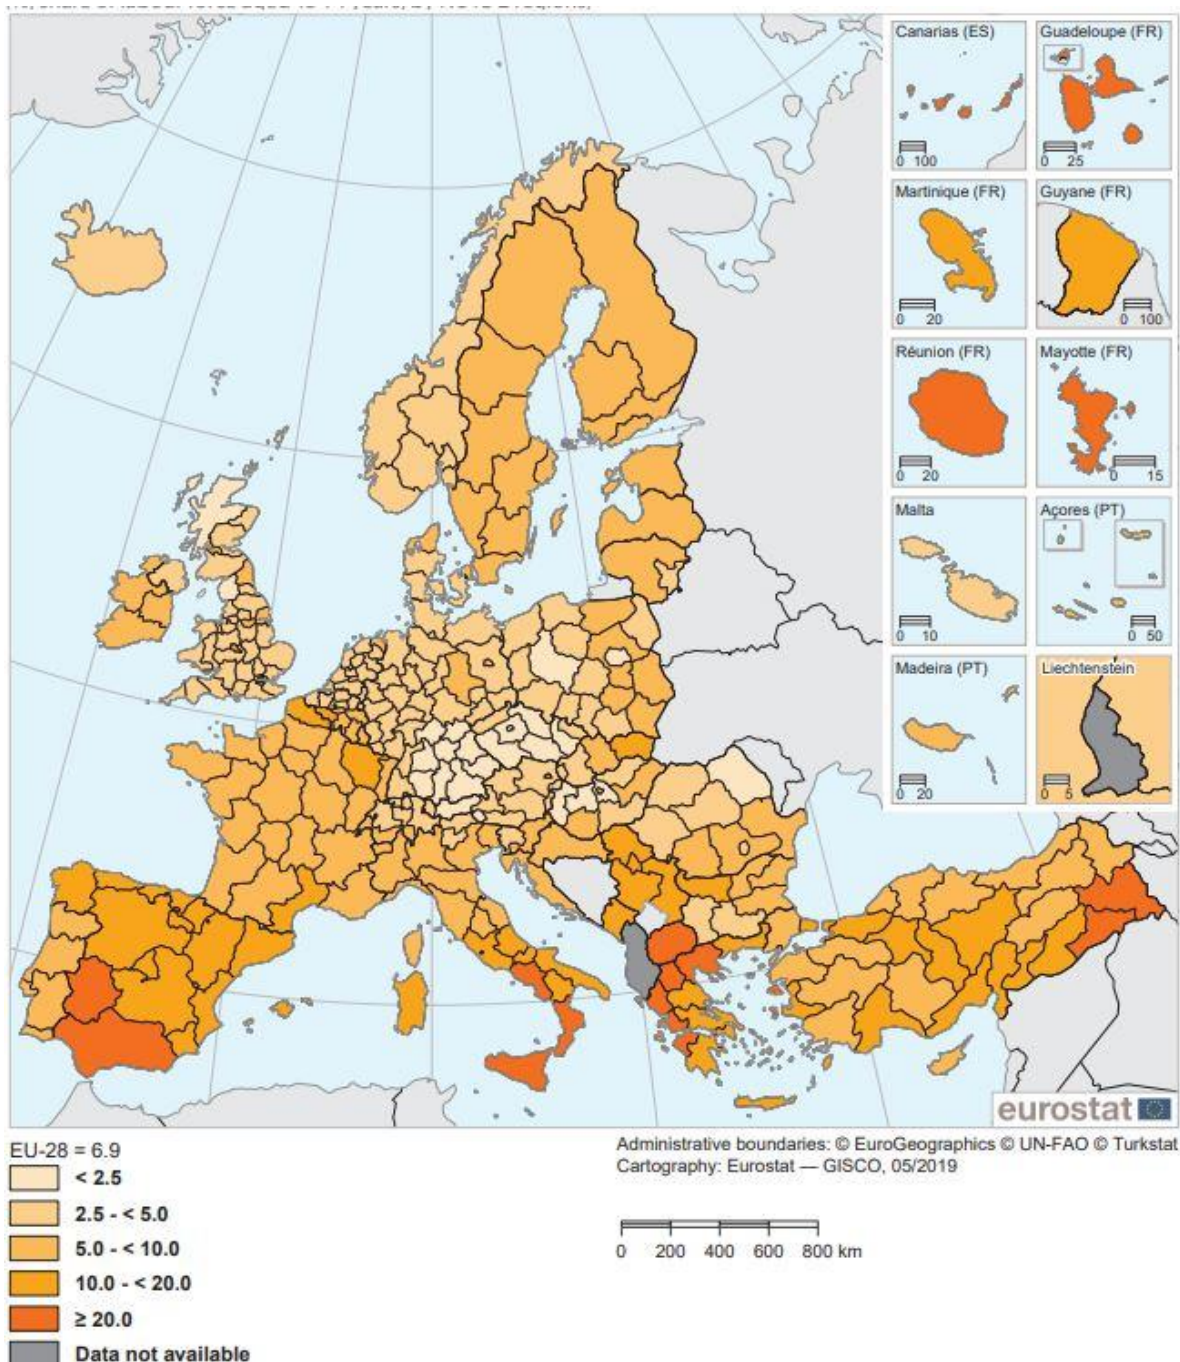 Canarias (ES)
0 100
Guadeloupe (FR)
0 25
Martinique (FR)
0 20
Guyane (FR)
0 100
Réunion (FR)
0 20
Mayotte (FR)
0 15
Malta
0 10
Açores (PT)
0 50
Madeira (PT)
0 20
Liechtenstein
0 5
eurostat
EU-28 = 6.9
< 2.5
2.5 - < 5.0
5.0 - < 10.0
10.0 - < 20.0
≥ 20.0
Data not available
Administrative boundaries: © EuroGeographics © UN-FAO © Turkstat
Cartography: Eurostat — GISCO, 05/2019
0 200 400 600 800 km